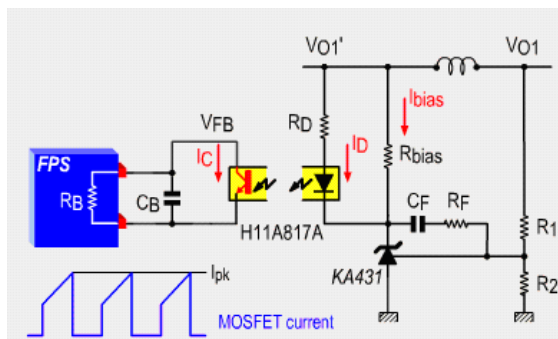 VO1'
VO1
Ibias
RD
ID
Rbias
VFB
IC
FPS
RB
CB
H11A817A
CF
RF
R1
KA431
R2
Ipk
MOSFET current